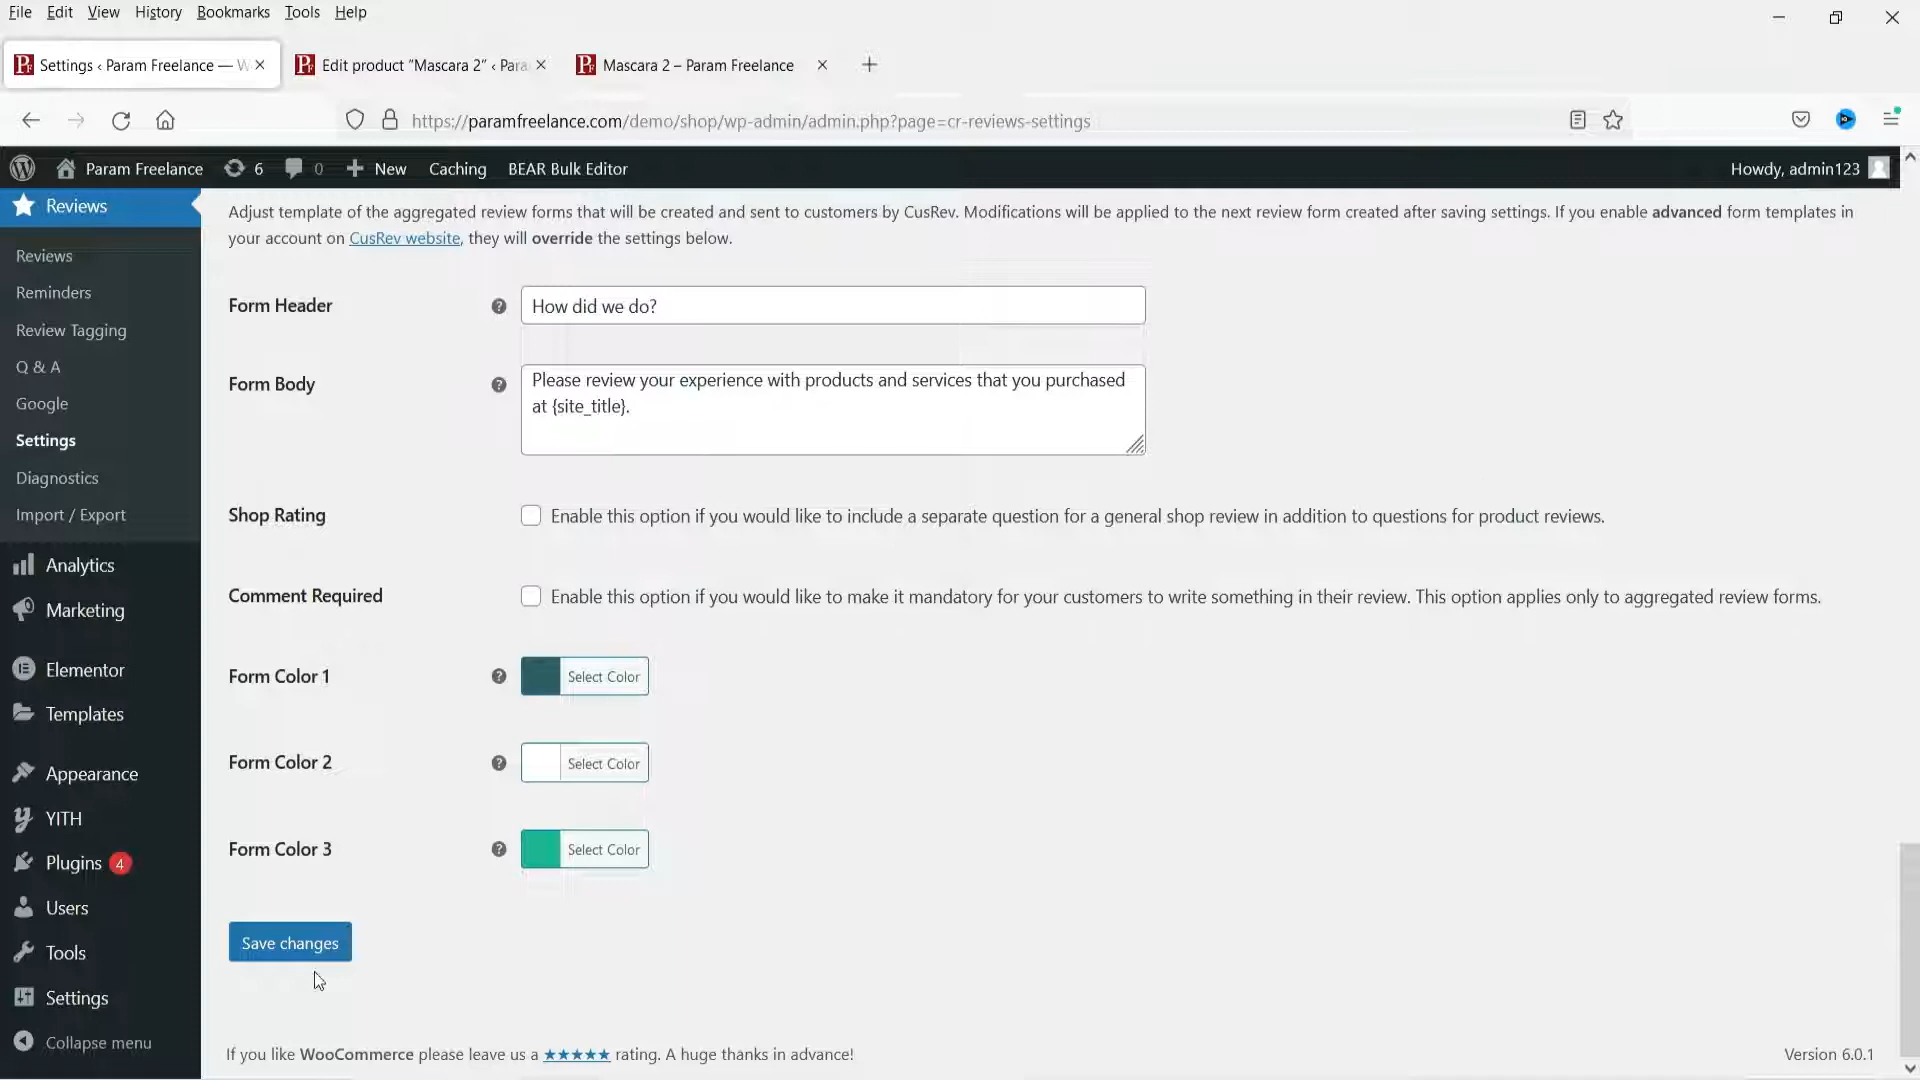 File Edit View History Bookmarks Tools Help
Settings ‹ Param Freelance — W
Edit product “Mascara 2” ‹ Para
Mascara 2 – Param Freelance
https://paramfreelance.com/demo/shop/wp-admin/admin.php?page=cr-reviews-settings
Param Freelance 6 0 New Caching BEAR Bulk Editor Howdy, admin123
Reviews
Reviews
Reminders
Review Tagging
Q & A
Google
Settings
Diagnostics
Import / Export
Analytics
Marketing
Elementor
Templates
Appearance
YITH
Plugins 4
Users
Tools
Settings
Collapse menu
Adjust template of the aggregated review forms that will be created and sent to customers by CusRev. Modifications will be applied to the next review form created after saving settings. If you enable advanced form templates in
your account on CusRev website, they will override the settings below.
Form Header
How did we do?
Form Body
Please review your experience with products and services that you purchased
at {site_title}.
Shop Rating
Enable this option if you would like to include a separate question for a general shop review in addition to questions for product reviews.
Comment Required
Enable this option if you would like to make it mandatory for your customers to write something in their review. This option applies only to aggregated review forms.
Form Color 1
Select Color
Form Color 2
Select Color
Form Color 3
Select Color
Save changes
If you like WooCommerce please leave us a ★★★★★ rating. A huge thanks in advance!
Version 6.0.1